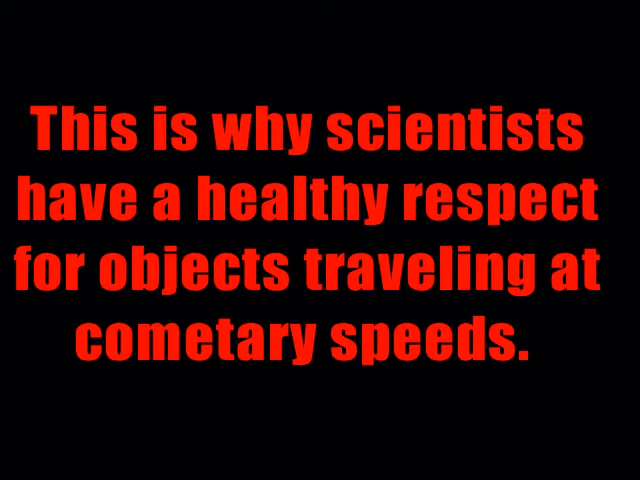 This is why scientists
have a healthy respect
for objects traveling at
cometary speeds.